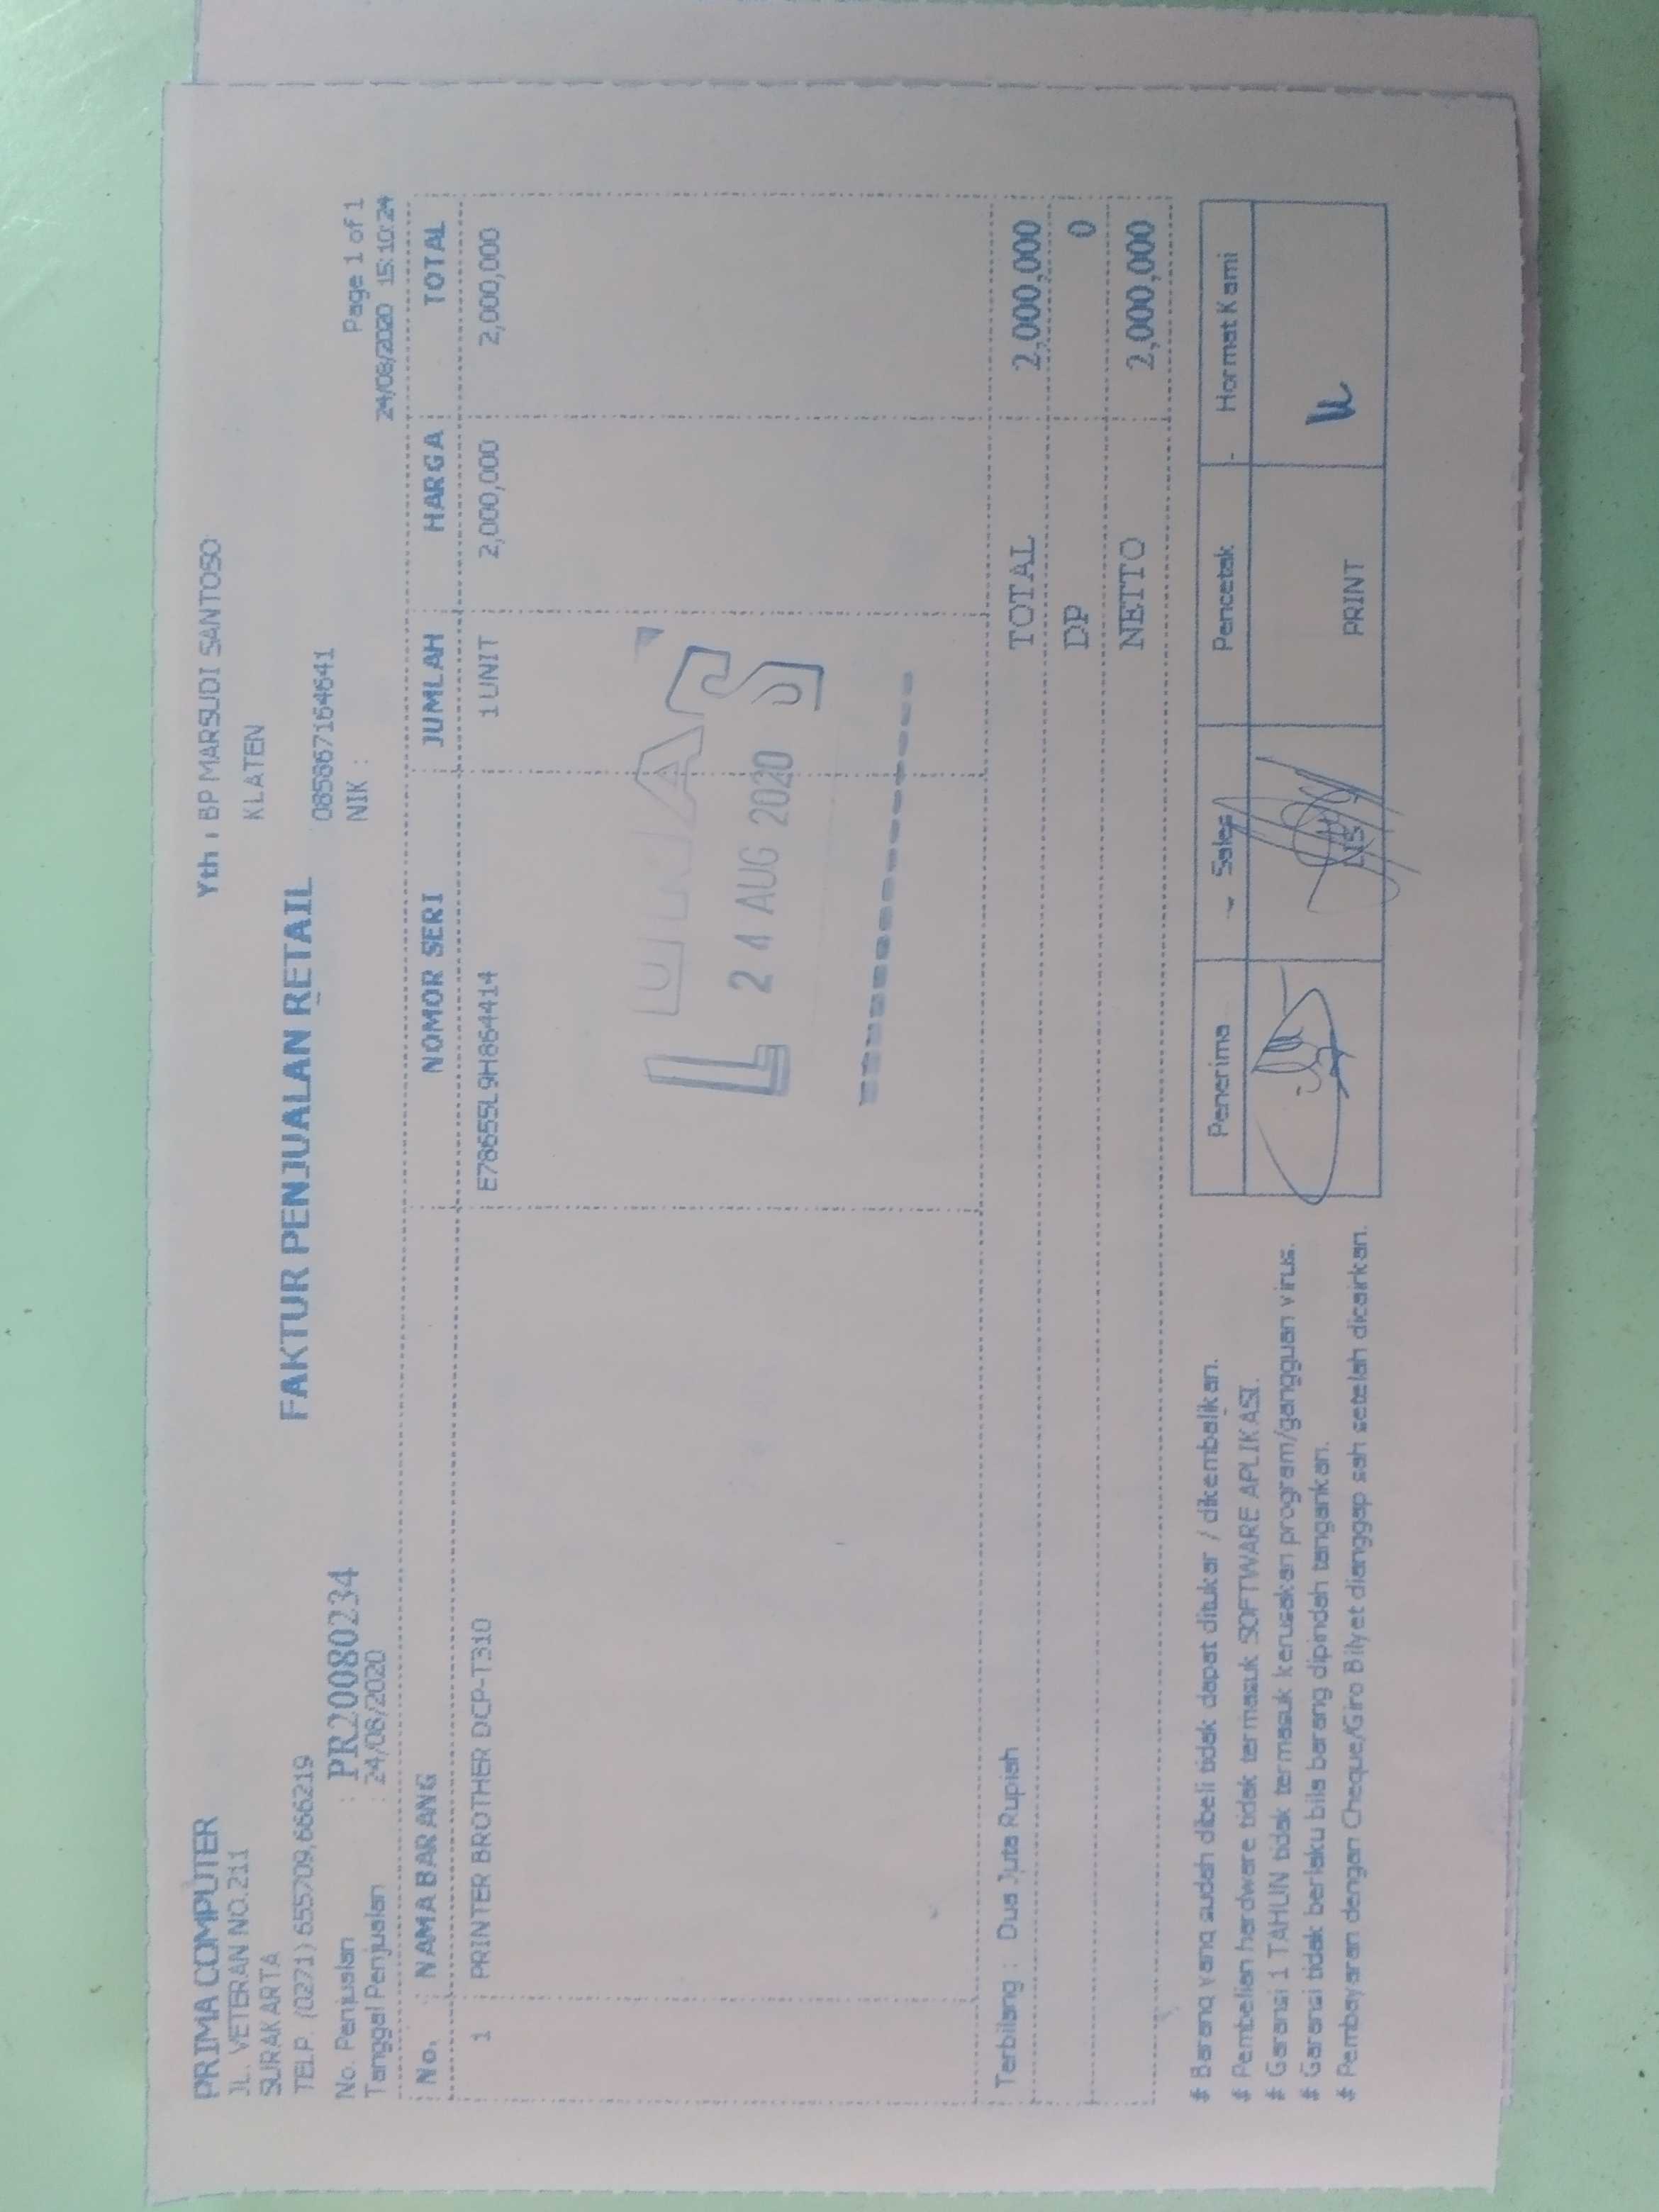 PRIMA COMPUTER
JL. VETERAN NO.211
SURAKARTA
TELP. (0271) 655709,666219
Yth : BP MARSUDI SANTOSO
KLATEN
FAKTUR PENJUALAN RETAIL
085867164641
NIK :
No. Penjualan : PR20080234
Tanggal Penjualan : 24/08/2020
Page 1 of 1
24/08/2020 15:10:24
No. NAMA BARANG NOMOR SERI JUMLAH HARGA TOTAL
1 PRINTER BROTHER DCP-T310 E78655L9H864414 1 UNIT 2,000,000 2,000,000
LUNAS
24 AUG 2020
Terbilang : Dua Juta Rupiah
TOTAL 2,000,000
DP 0
NETTO 2,000,000
# Barang yang sudah dibeli tidak dapat ditukar / dikembalikan.
# Pembelian hardware tidak termasuk SOFTWARE APLIKASI.
# Garansi 1 TAHUN tidak termasuk kerusakan program/gangguan virus.
# Garansi tidak berlaku bila barang dipindah tangankan.
# Pembayaran dengan Cheque/Giro Bilyet dianggap sah setelah dicairkan.
Penerima Sales Pencetak Hormat Kami
LIS PRINT